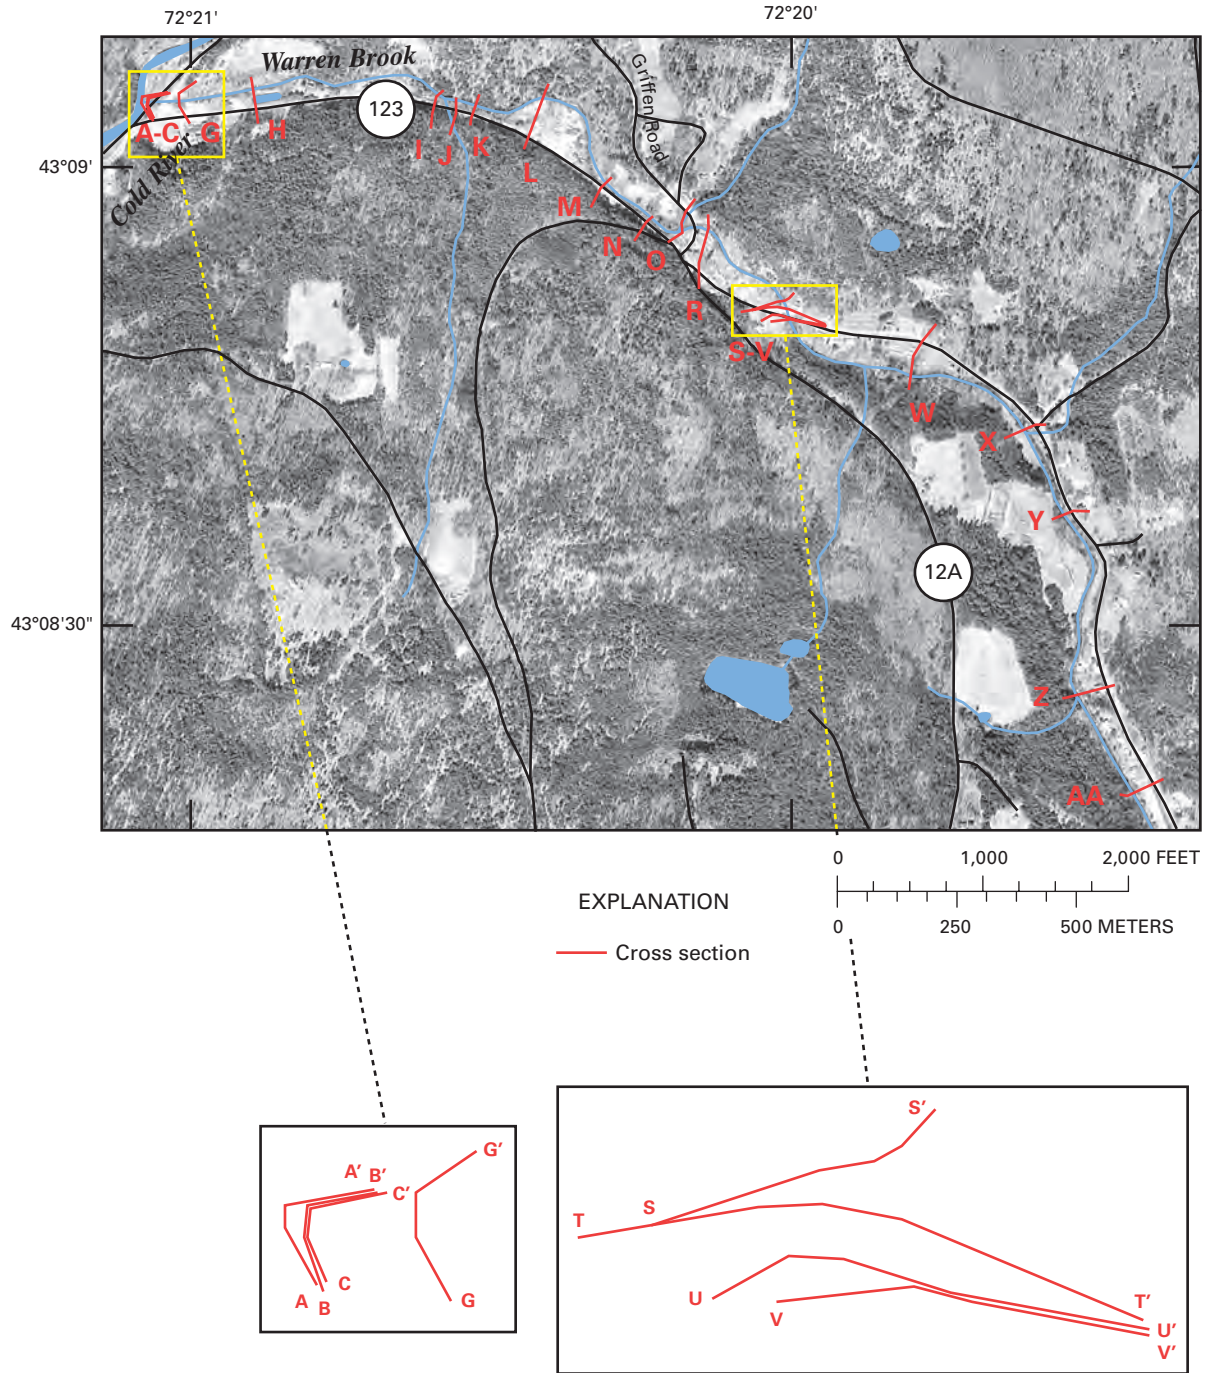 72°21'
72°20'
Warren Brook
Griffen Road
123
A-C
G
H
I
J
K
L
43°09'
Cold River
M
N
O
R
S-V
W
X
Y
12A
43°08'30"
Z
AA
0 1,000 2,000 FEET
0 250 500 METERS
EXPLANATION
Cross section
S'
G'
A'
B'
C'
T
S
C
A
B
G
U
V
T'
U'
V'